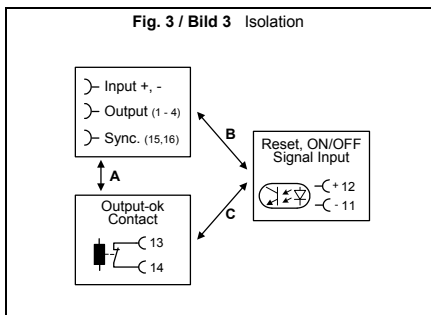 Fig. 3 / Bild 3 Isolation
Input +, -
Output (1 - 4)
Sync. (15,16)
A
B
C
Output-ok
Contact
13
14
Reset, ON/OFF
Signal Input
+ 12
- 11